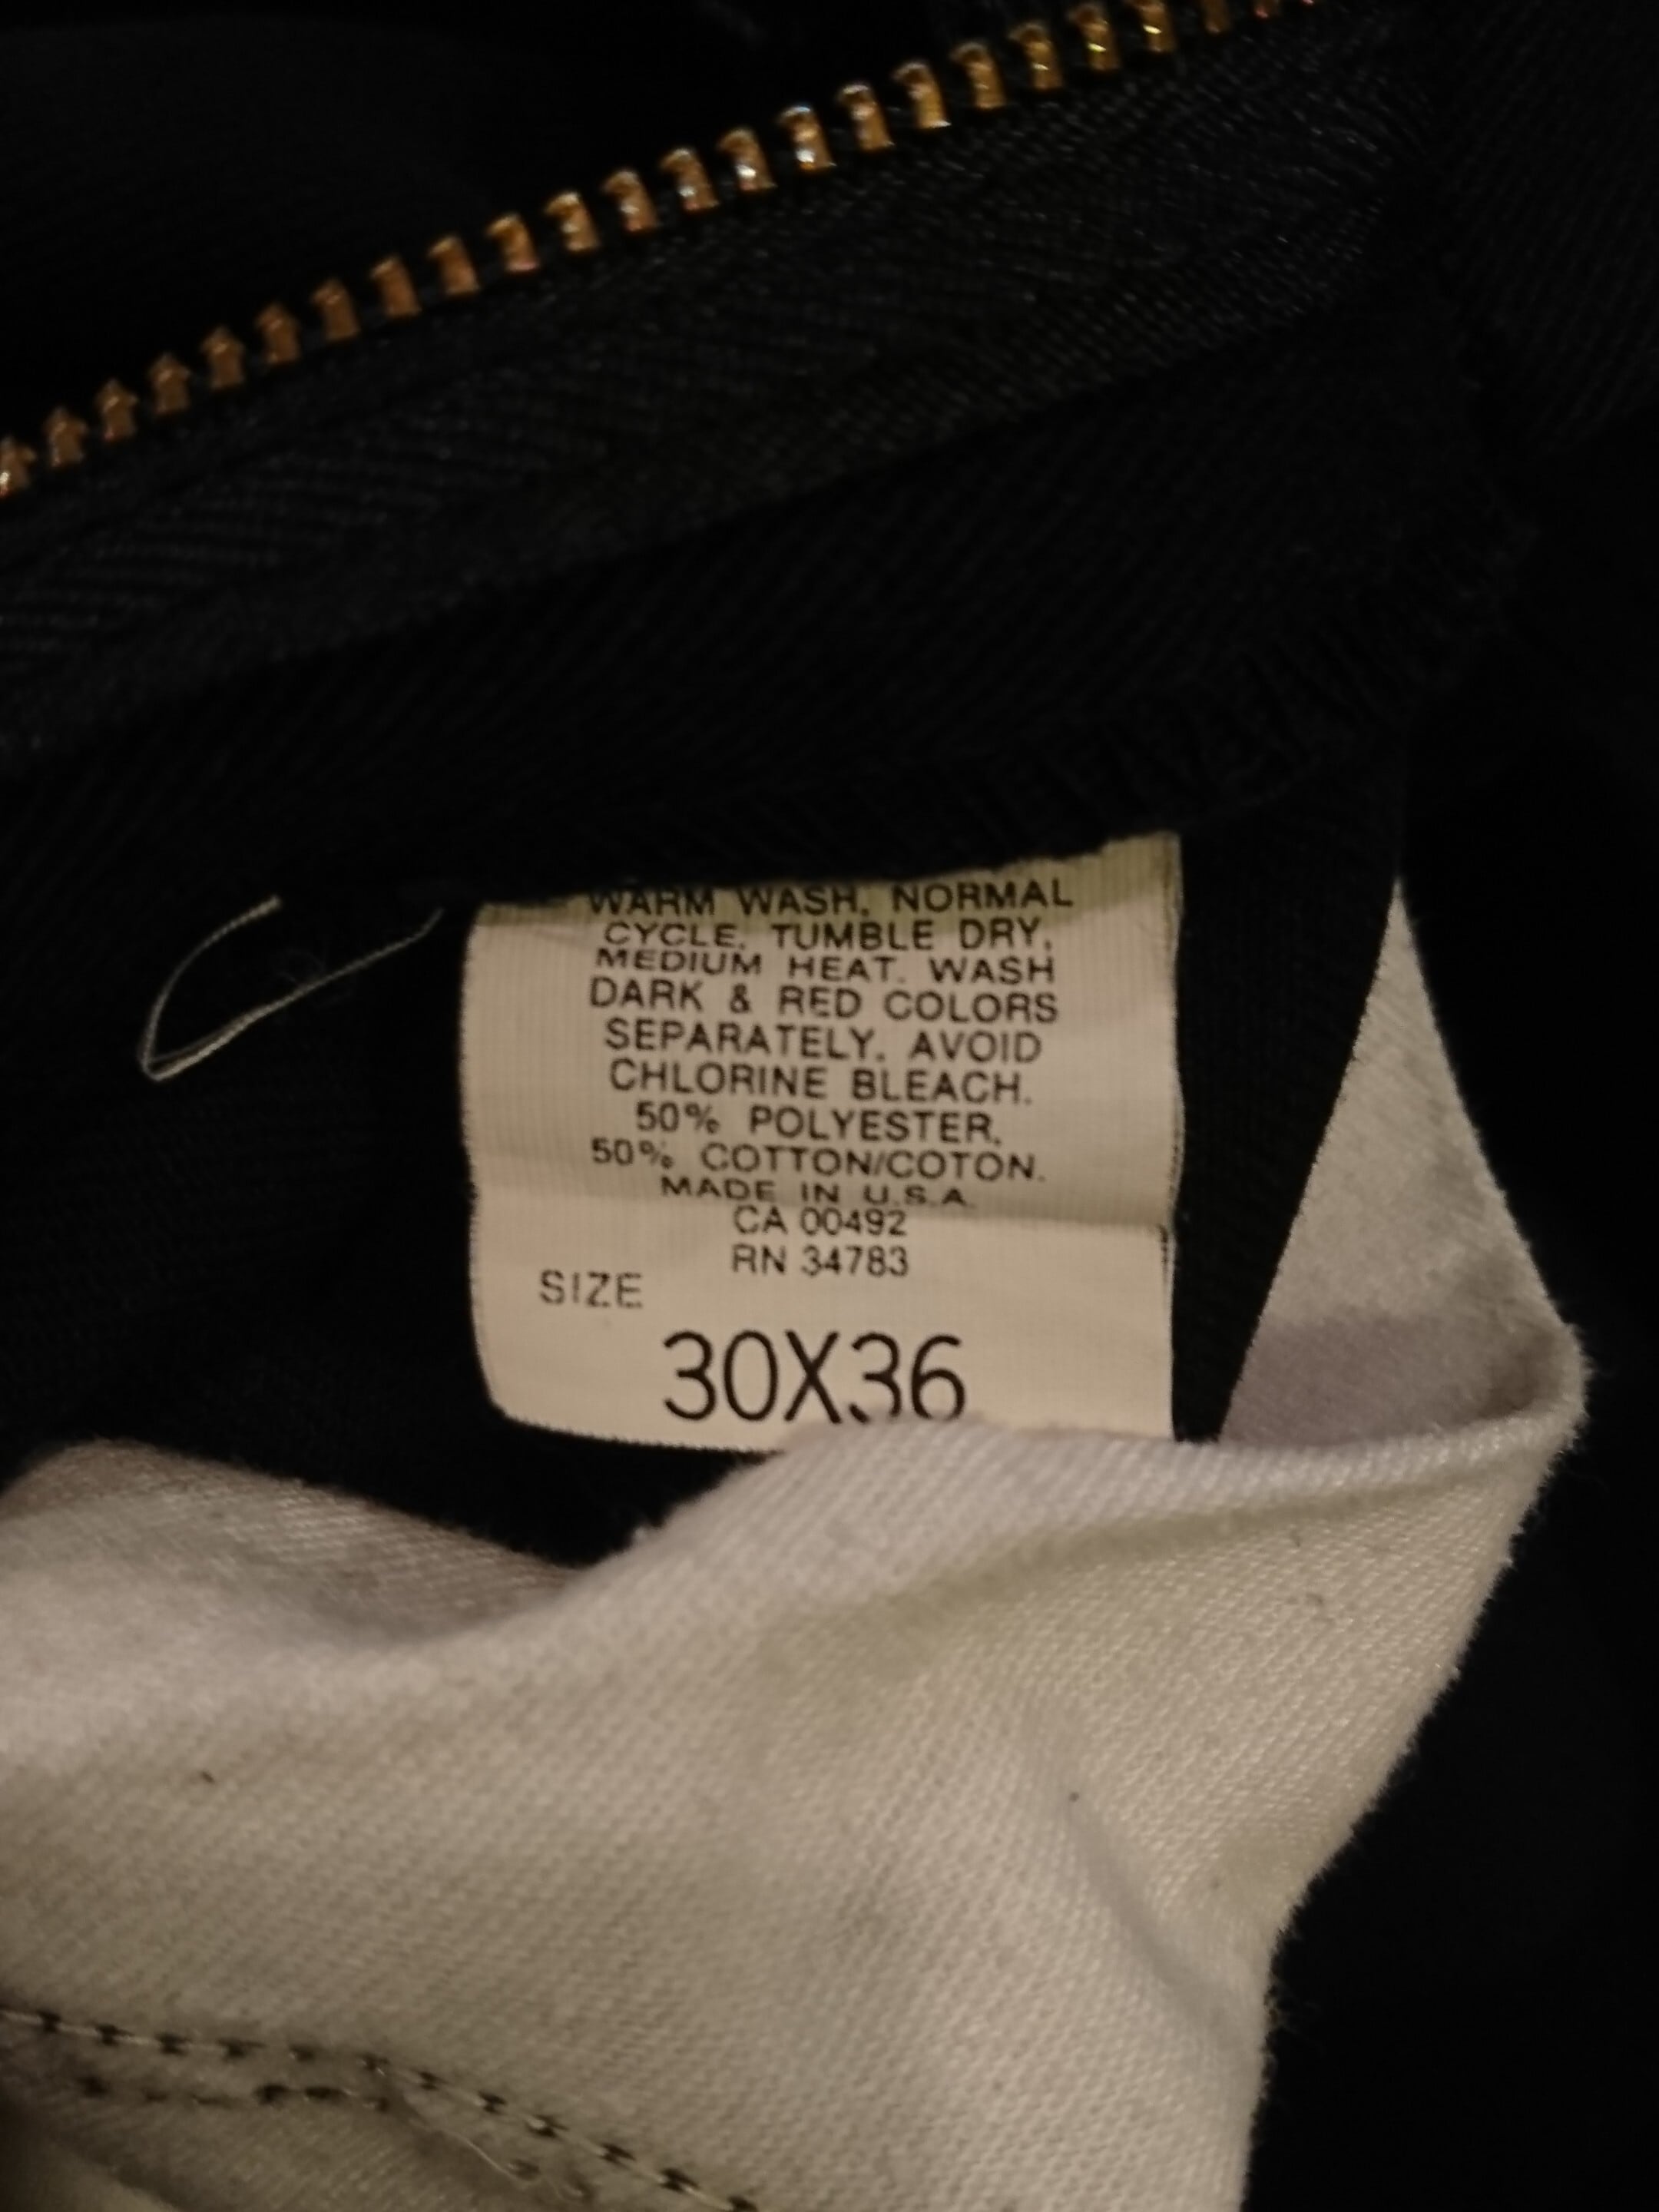 WARM WASH, NORMAL
CYCLE, TUMBLE DRY,
MEDIUM HEAT. WASH
DARK & RED COLORS
SEPARATELY. AVOID
CHLORINE BLEACH.
50% POLYESTER,
50% COTTON/COTON.
MADE IN U.S.A.
CA 00492
RN 34783
SIZE
30X36